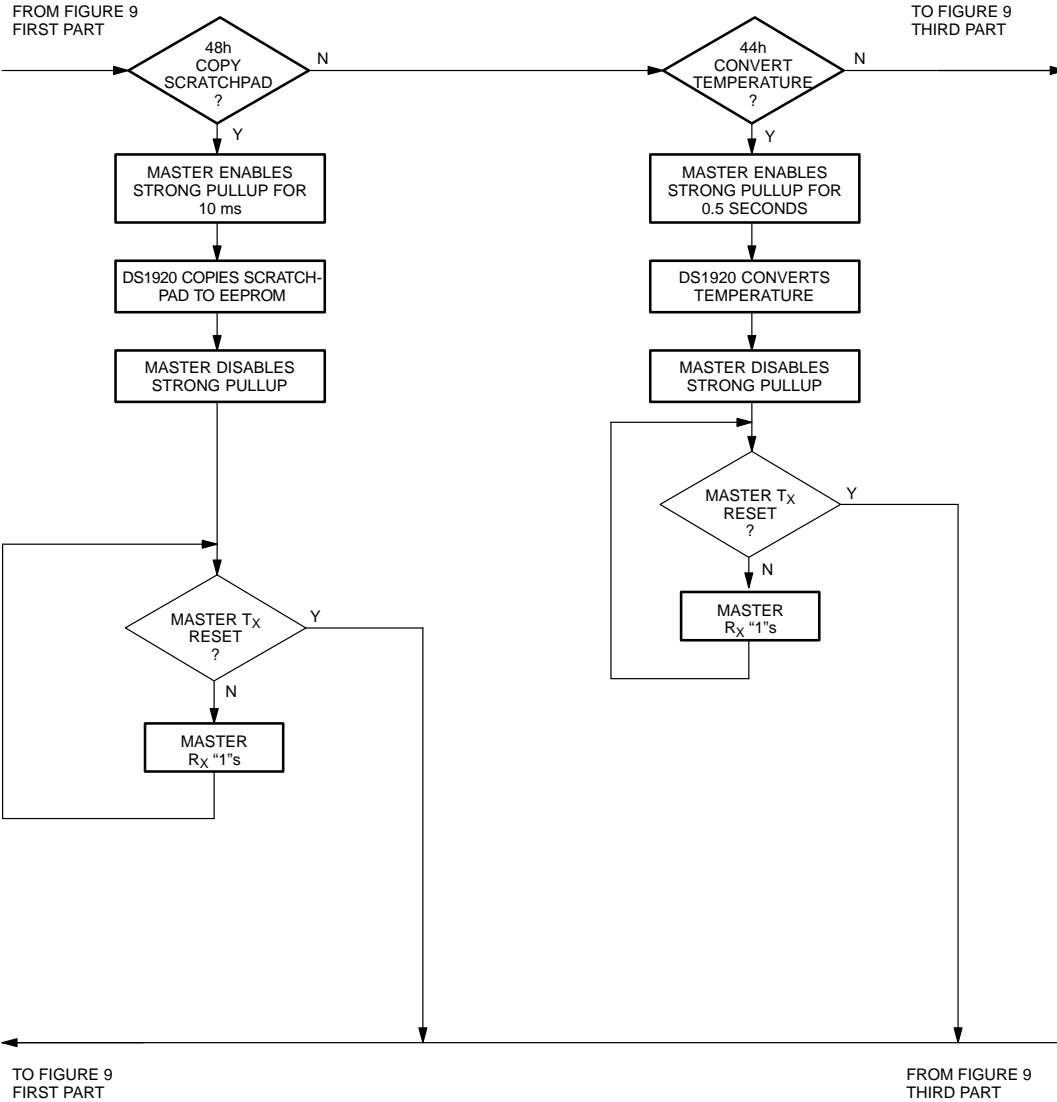 FROM FIGURE 9
FIRST PART
TO FIGURE 9
THIRD PART
48h
COPY
SCRATCHPAD
?
N
Y
44h
CONVERT
TEMPERATURE
?
N
Y
MASTER ENABLES
STRONG PULLUP FOR
10 ms
MASTER ENABLES
STRONG PULLUP FOR
0.5 SECONDS
DS1920 COPIES SCRATCH-
PAD TO EEPROM
DS1920 CONVERTS
TEMPERATURE
MASTER DISABLES
STRONG PULLUP
MASTER DISABLES
STRONG PULLUP
MASTER TX
RESET
?
Y
N
MASTER
RX “1”s
MASTER TX
RESET
?
Y
N
MASTER
RX “1”s
TO FIGURE 9
FIRST PART
FROM FIGURE 9
THIRD PART